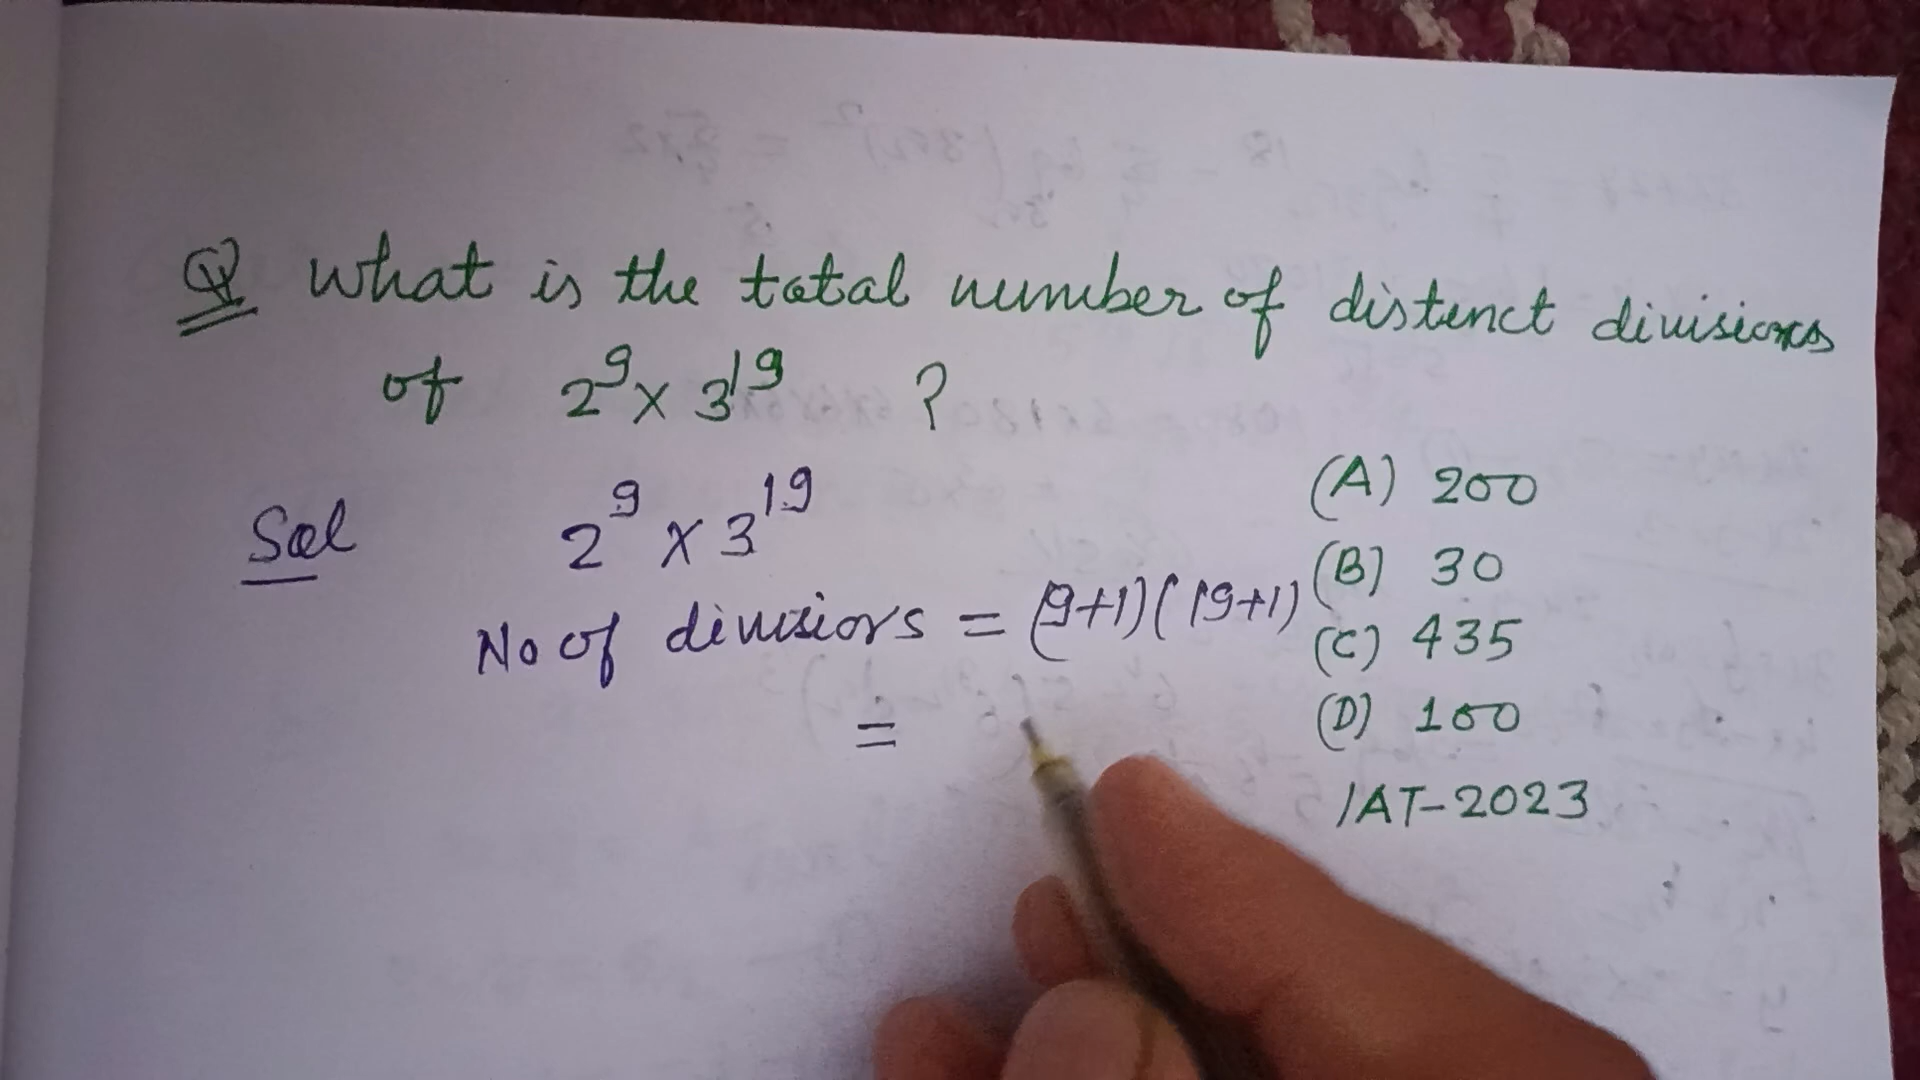 Q What is the total number of distinct divisions
of 2^9 × 3^19 ?
Sol 2^9 × 3^19
(A) 200
(B) 30
No of divisiors = (9+1)(19+1)
(C) 435
=
(D) 100
IAT-2023